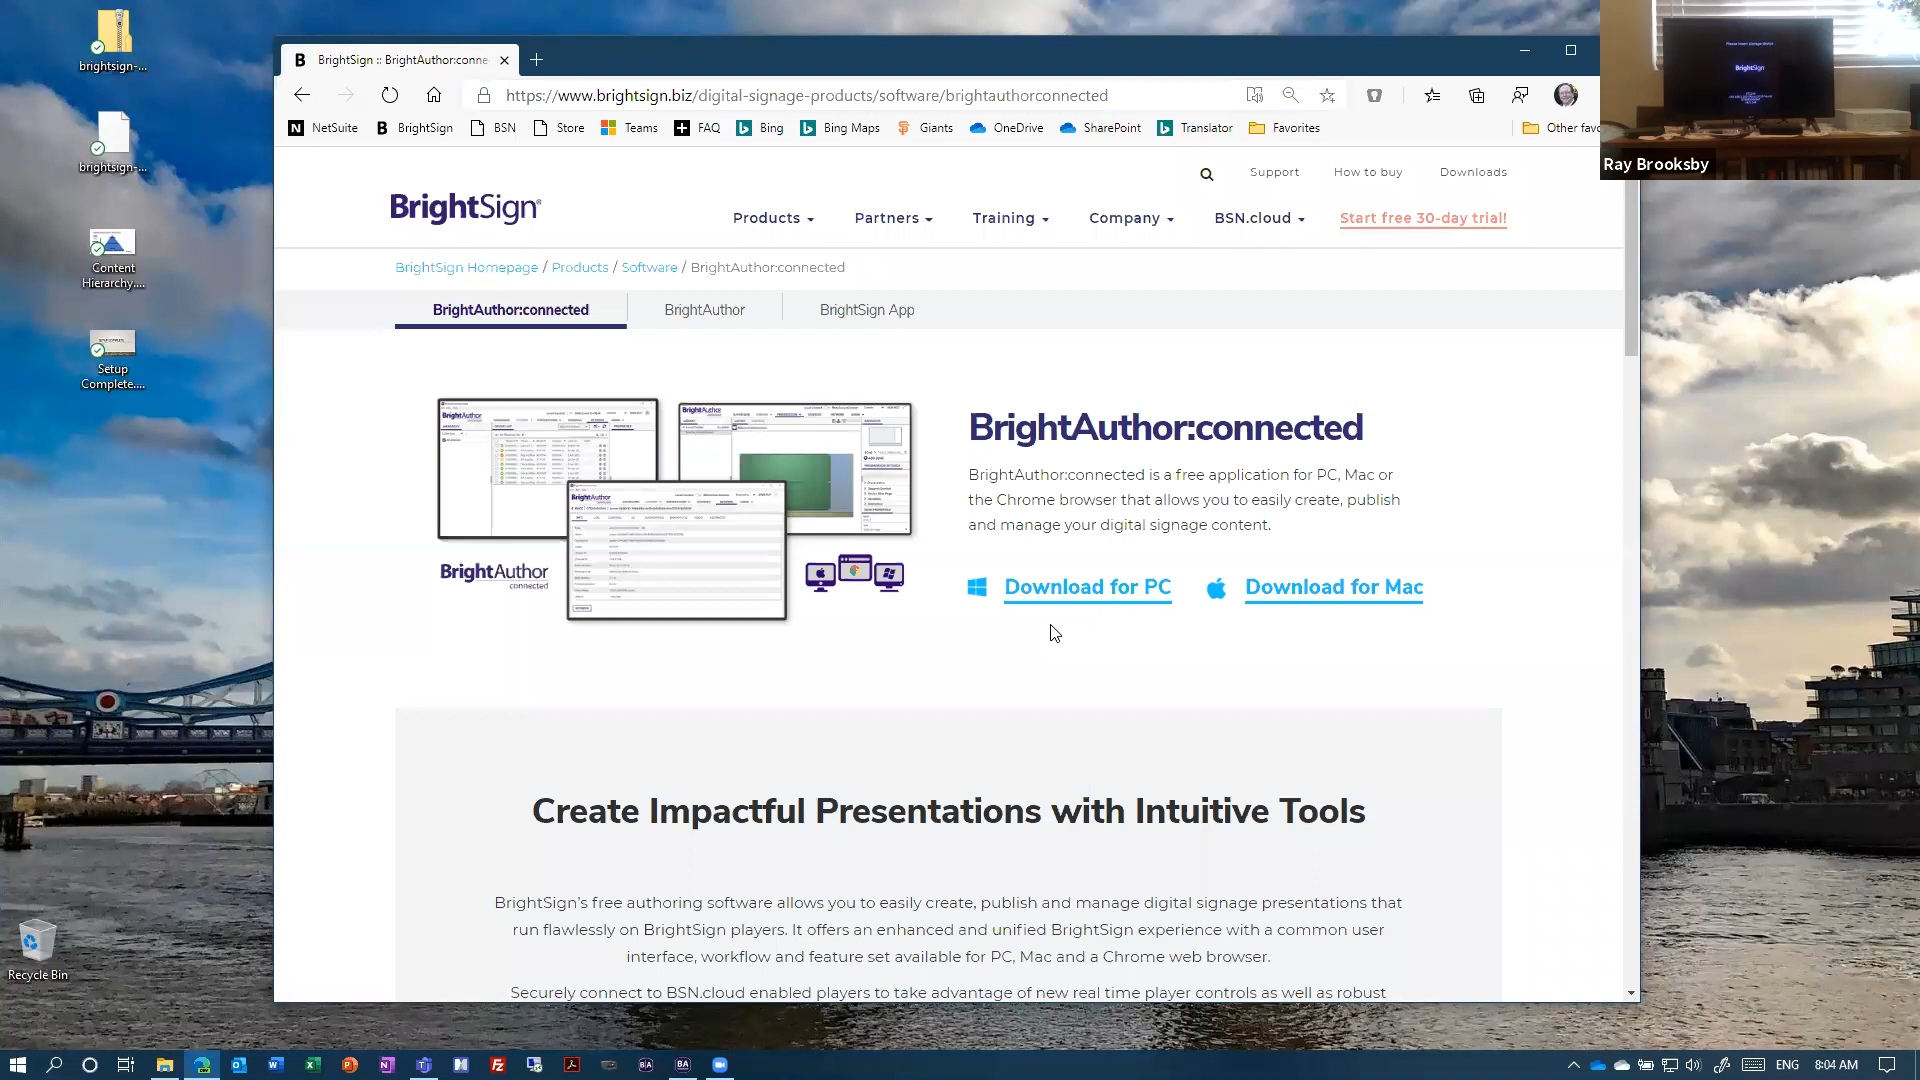 brightsign-...
brightsign-...
Content
Hierarchy....
Setup
Complete....
Recycle Bin
B BrightSign :: BrightAuthor:conne
https://www.brightsign.biz/digital-signage-products/software/brightauthorconnected
NetSuite
B BrightSign
BSN
Store
Teams
FAQ
Bing
Bing Maps
Giants
OneDrive
SharePoint
Translator
Favorites
Other favo
BrightSign
Ray Brooksby
Support
How to buy
Downloads
BrightSign®
Products
Partners
Training
Company
BSN.cloud
Start free 30-day trial!
BrightSign Homepage / Products / Software / BrightAuthor:connected
BrightAuthor:connected
BrightAuthor
BrightSign App
BrightAuthor
BrightAuthor
BrightAuthor
BrightAuthor
connected
BrightAuthor:connected
BrightAuthor:connected is a free application for PC, Mac or
the Chrome browser that allows you to easily create, publish
and manage your digital signage content.
Download for PC
Download for Mac
Create Impactful Presentations with Intuitive Tools
BrightSign's free authoring software allows you to easily create, publish and manage digital signage presentations that
run flawlessly on BrightSign players. It offers an enhanced and unified BrightSign experience with a common user
interface, workflow and feature set available for PC, Mac and a Chrome web browser.
Securely connect to BSN.cloud enabled players to take advantage of new real time player controls as well as robust
ENG
8:04 AM